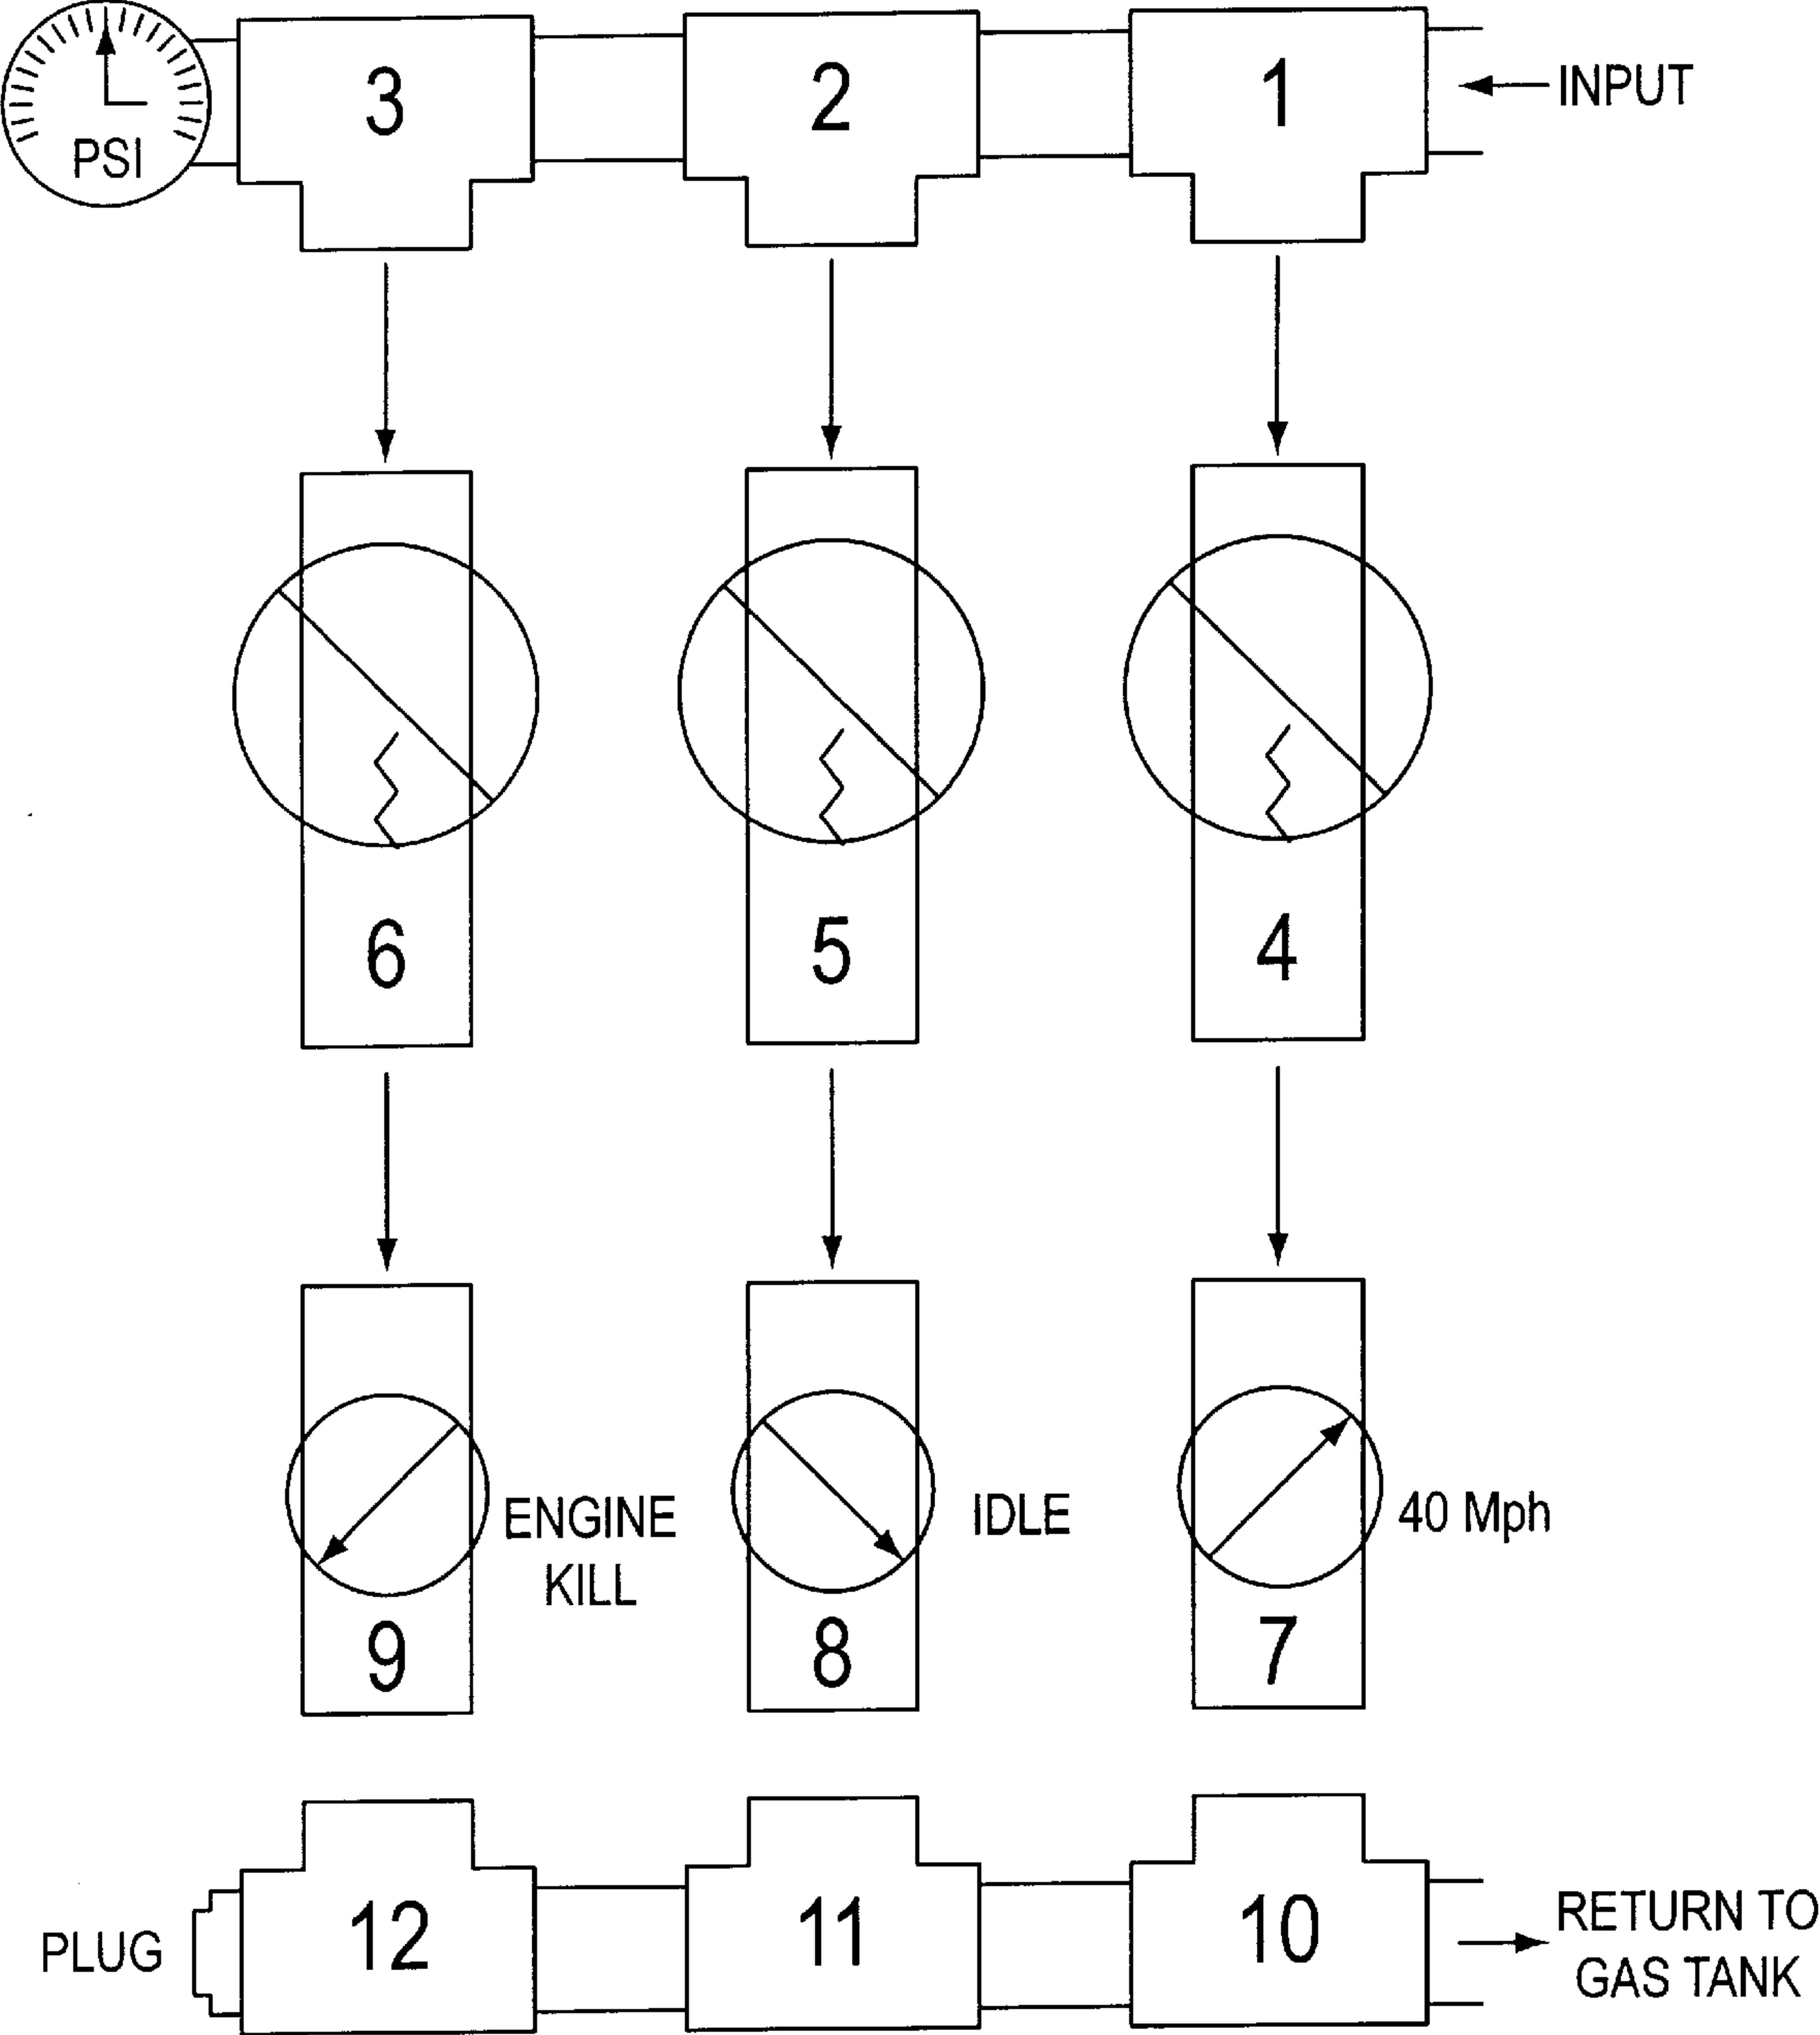 PSI
3
2
1
INPUT
6
5
4
ENGINE
KILL
IDLE
40 Mph
9
8
7
PLUG
12
11
10
RETURN TO
GAS TANK